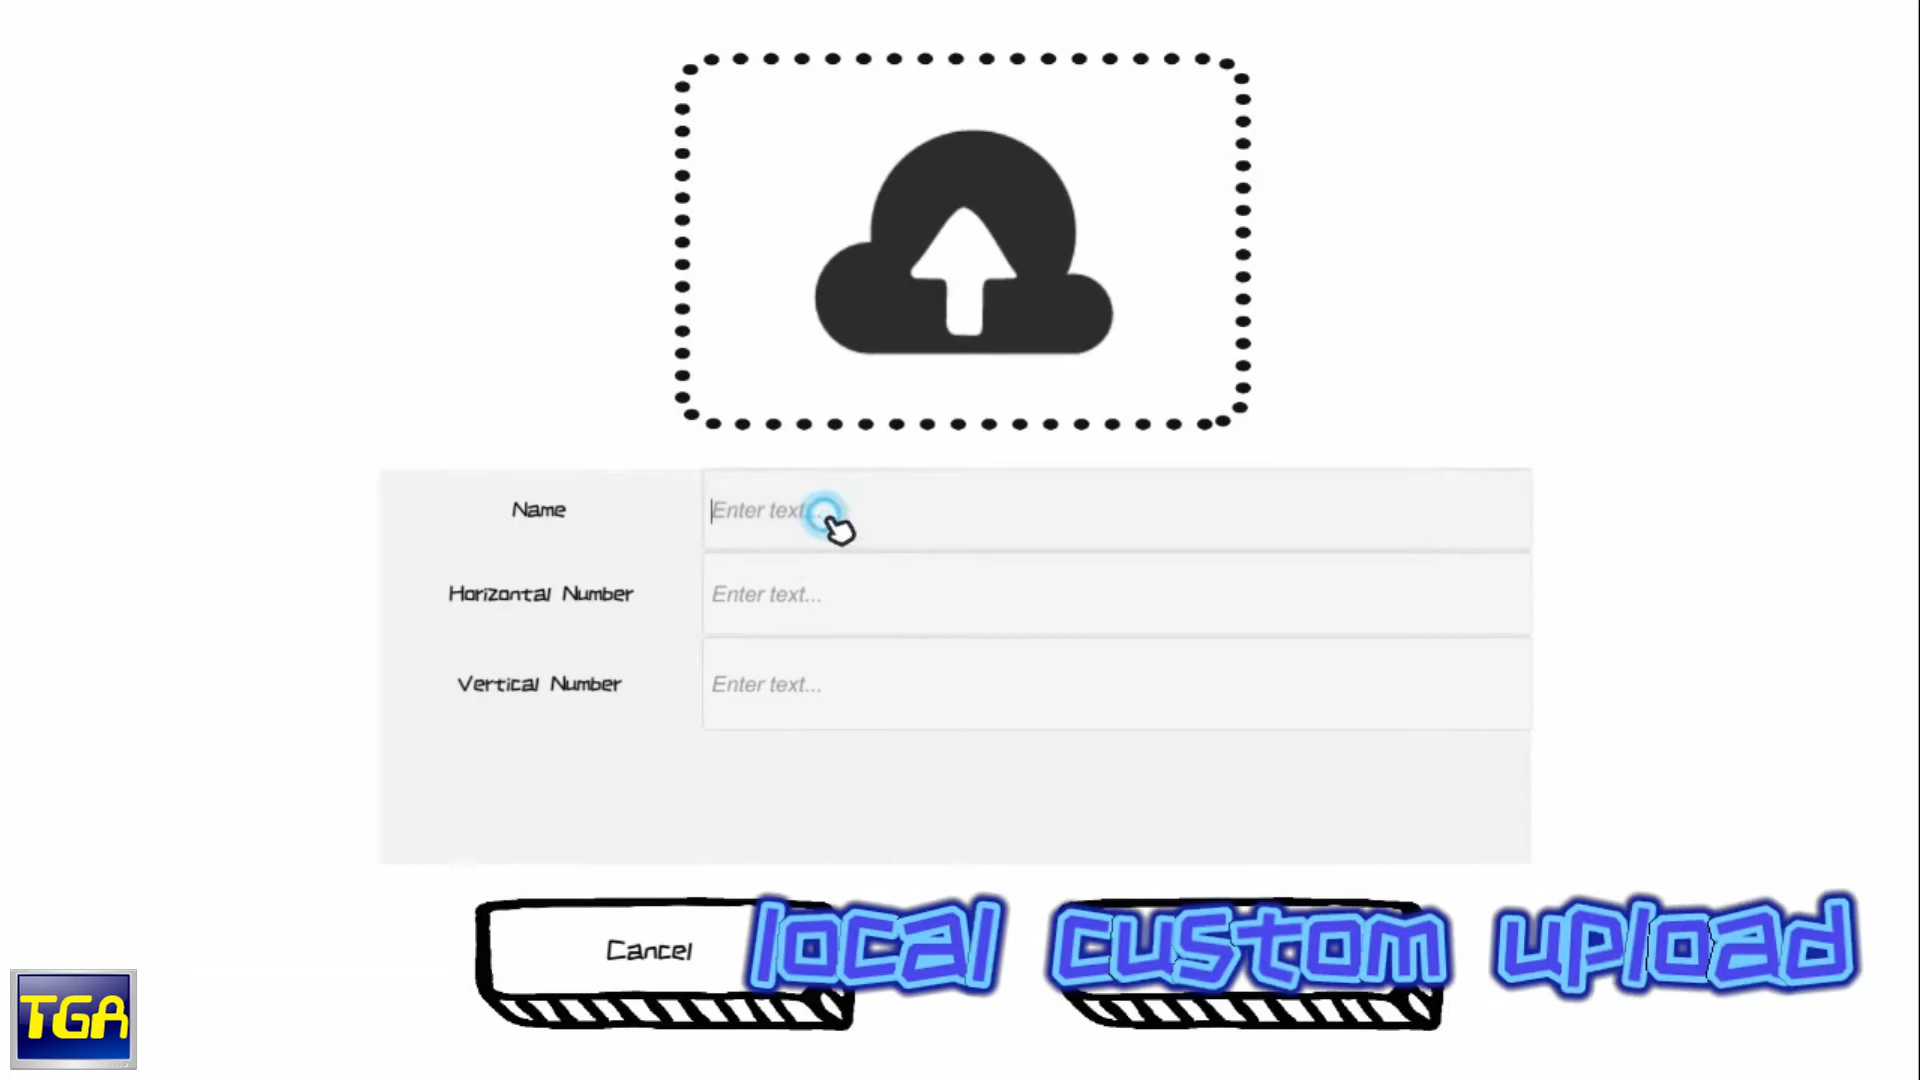 Name
Enter text...
Horizontal Number
Enter text...
Vertical Number
Enter text...
Cancel
local custom upload
TGA